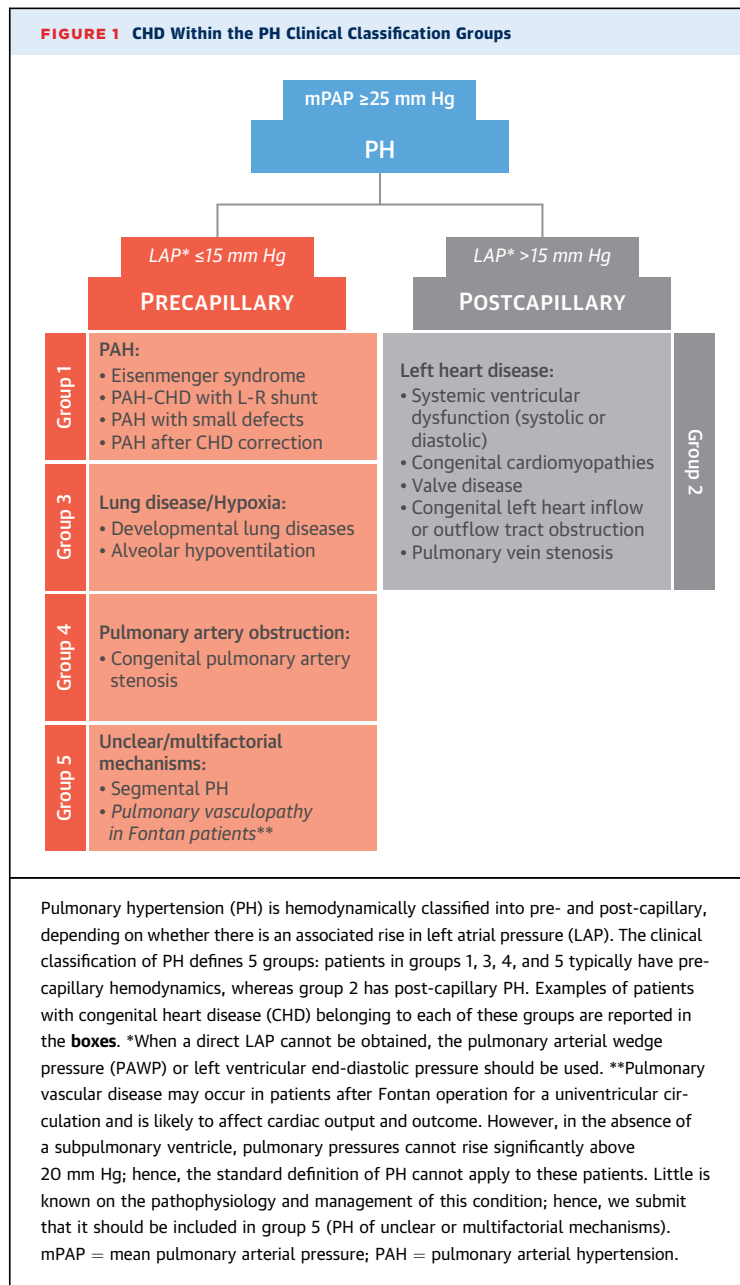 FIGURE 1 CHD Within the PH Clinical Classification Groups
mPAP ≥25 mm Hg
PH
LAP* ≤15 mm Hg
PRECAPILLARY
LAP* >15 mm Hg
POSTCAPILLARY
Group 1
PAH:
• Eisenmenger syndrome
• PAH-CHD with L-R shunt
• PAH with small defects
• PAH after CHD correction
Group 3
Lung disease/Hypoxia:
• Developmental lung diseases
• Alveolar hypoventilation
Group 4
Pulmonary artery obstruction:
• Congenital pulmonary artery
stenosis
Group 5
Unclear/multifactorial
mechanisms:
• Segmental PH
• Pulmonary vasculopathy
in Fontan patients**
Left heart disease:
• Systemic ventricular
dysfunction (systolic or
diastolic)
• Congenital cardiomyopathies
• Valve disease
• Congenital left heart inflow
or outflow tract obstruction
• Pulmonary vein stenosis
Group 2
Pulmonary hypertension (PH) is hemodynamically classified into pre- and post-capillary,
depending on whether there is an associated rise in left atrial pressure (LAP). The clinical
classification of PH defines 5 groups: patients in groups 1, 3, 4, and 5 typically have pre-
capillary hemodynamics, whereas group 2 has post-capillary PH. Examples of patients
with congenital heart disease (CHD) belonging to each of these groups are reported in
the boxes. *When a direct LAP cannot be obtained, the pulmonary arterial wedge
pressure (PAWP) or left ventricular end-diastolic pressure should be used. **Pulmonary
vascular disease may occur in patients after Fontan operation for a univentricular cir-
culation and is likely to affect cardiac output and outcome. However, in the absence of
a subpulmonary ventricle, pulmonary pressures cannot rise significantly above
20 mm Hg; hence, the standard definition of PH cannot apply to these patients. Little is
known on the pathophysiology and management of this condition; hence, we submit
that it should be included in group 5 (PH of unclear or multifactorial mechanisms).
mPAP = mean pulmonary arterial pressure; PAH = pulmonary arterial hypertension.